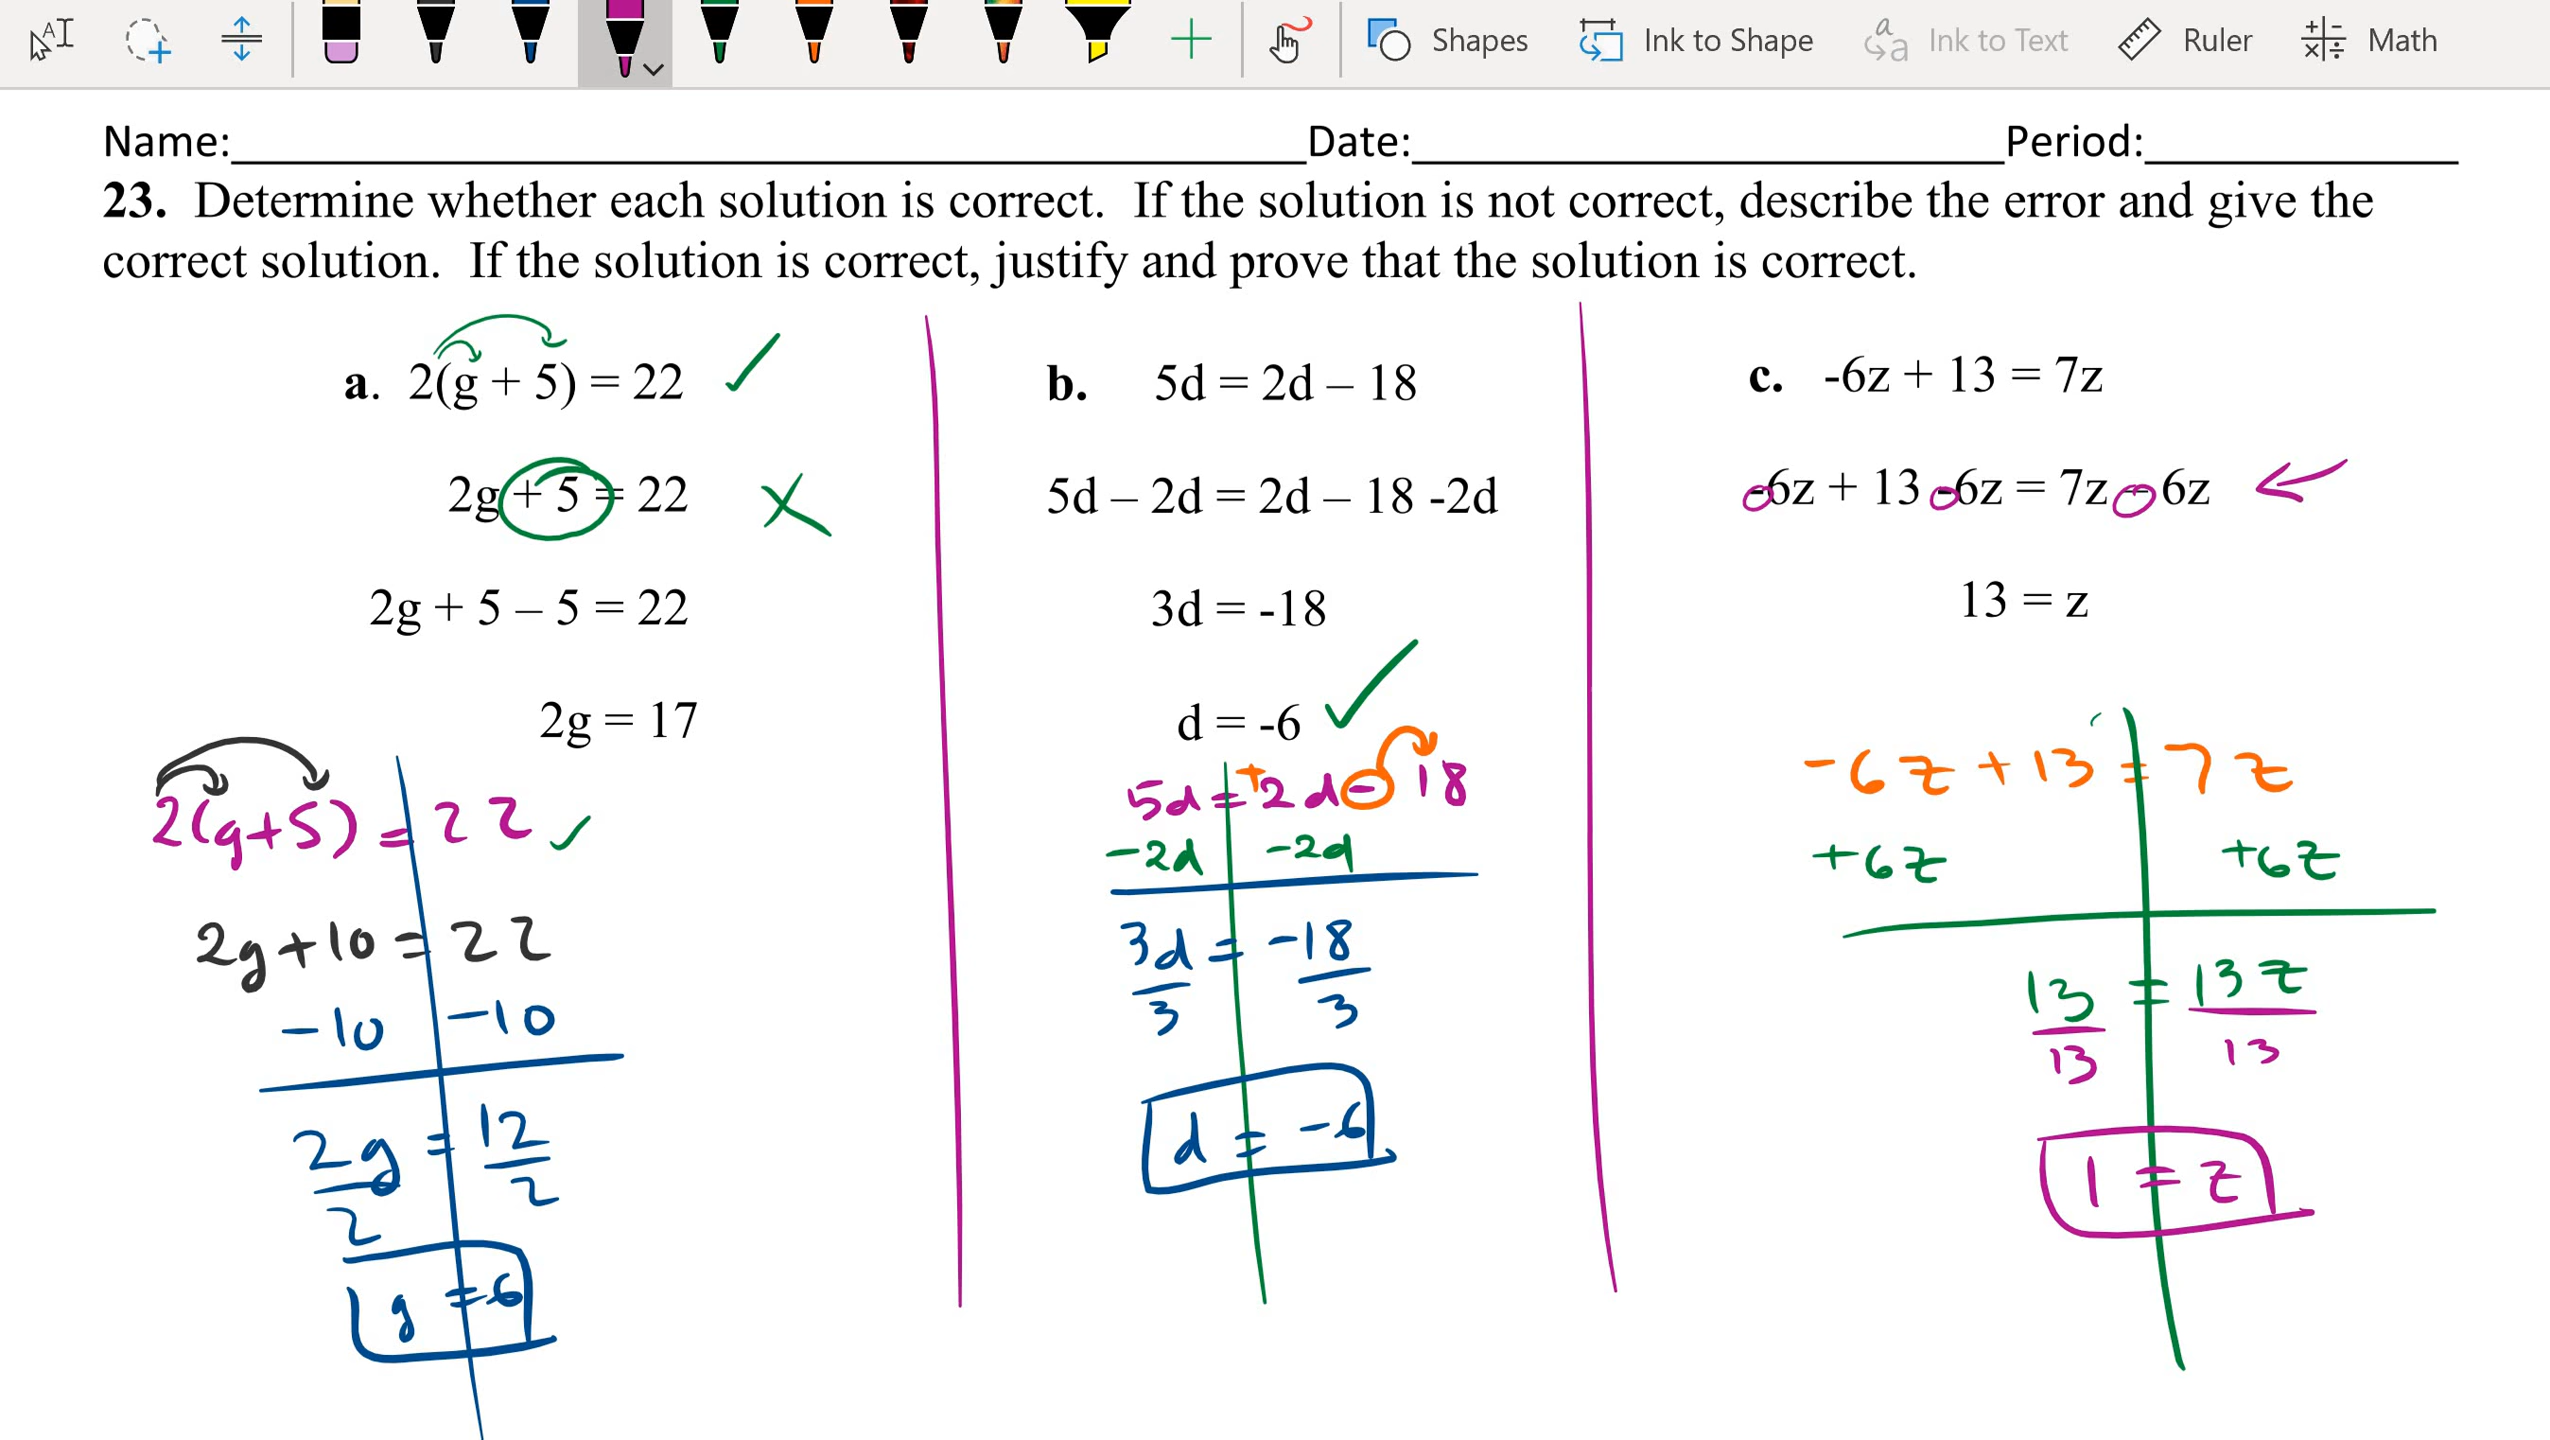 Shapes Ink to Shape Ink to Text Ruler Math
Name: Date: Period:
23. Determine whether each solution is correct. If the solution is not correct, describe the error and give the
correct solution. If the solution is correct, justify and prove that the solution is correct.
a. 2(g + 5) = 22 ✓
2g + 5 = 22 X
2g + 5 – 5 = 22
2g = 17
2(g+5) = 22 ✓
2g+10 = 22
-10 -10
2g = 12
2 2
g = 6
b. 5d = 2d – 18
5d – 2d = 2d – 18 -2d
3d = -18
d = -6 ✓
5d = +2d - 18
-2d -2d
3d = -18
3 3
d = -6
c. -6z + 13 = 7z
-6z + 13 -6z = 7z – 6z
13 = z
-6z + 13 = 7z
+6z +6z
13 = 13z
13 13
1 = z